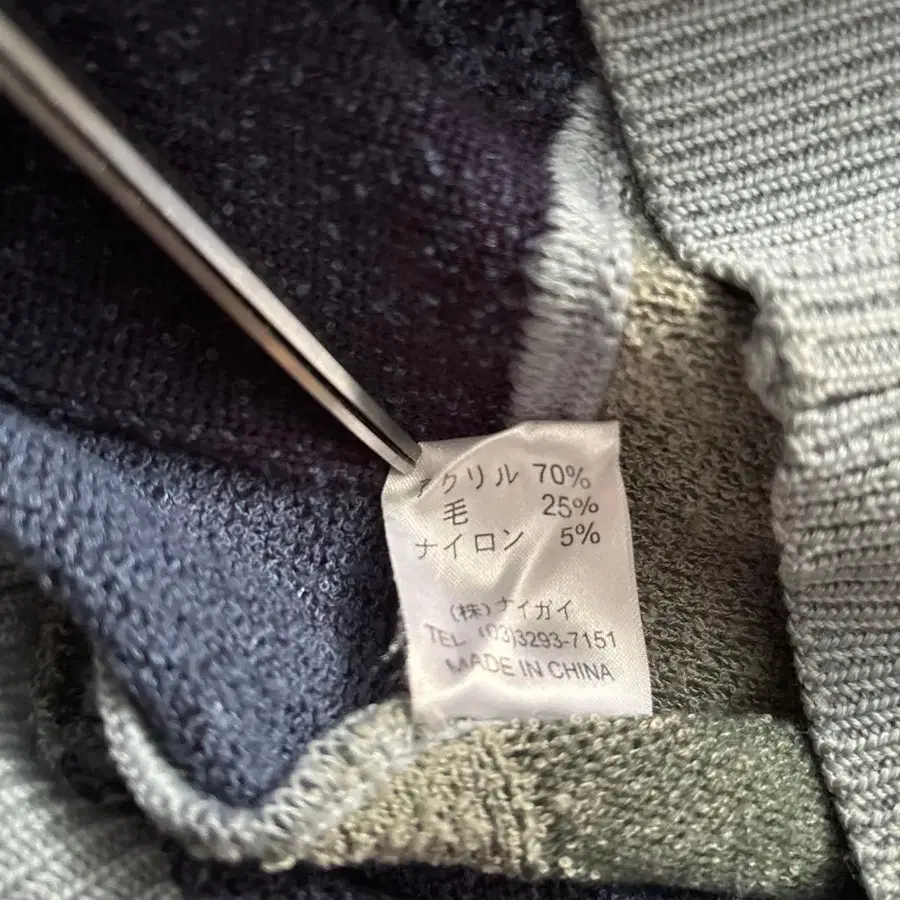 アクリル 70%
毛 25%
ナイロン 5%
(株)ナイガイ
TEL (03)3293-7151
MADE IN CHINA